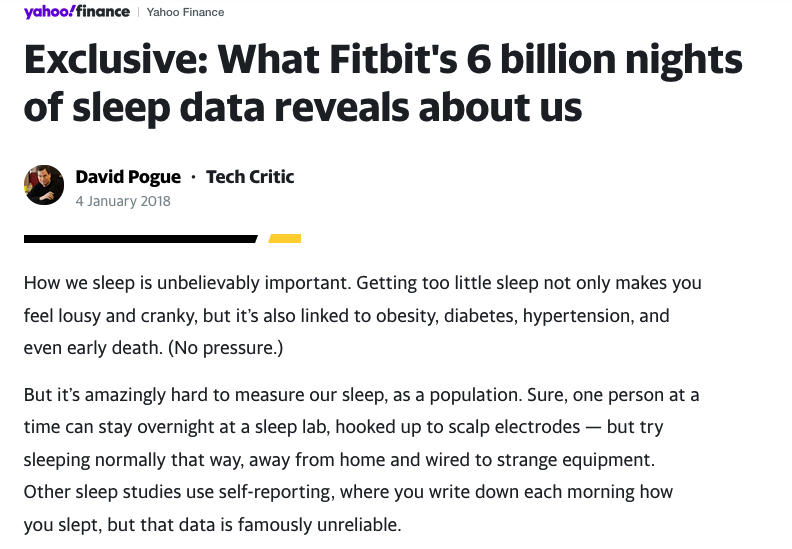 yahoo!finance | Yahoo Finance
Exclusive: What Fitbit's 6 billion nights
of sleep data reveals about us
David Pogue · Tech Critic
4 January 2018
How we sleep is unbelievably important. Getting too little sleep not only makes you
feel lousy and cranky, but it’s also linked to obesity, diabetes, hypertension, and
even early death. (No pressure.)
But it’s amazingly hard to measure our sleep, as a population. Sure, one person at a
time can stay overnight at a sleep lab, hooked up to scalp electrodes — but try
sleeping normally that way, away from home and wired to strange equipment.
Other sleep studies use self-reporting, where you write down each morning how
you slept, but that data is famously unreliable.